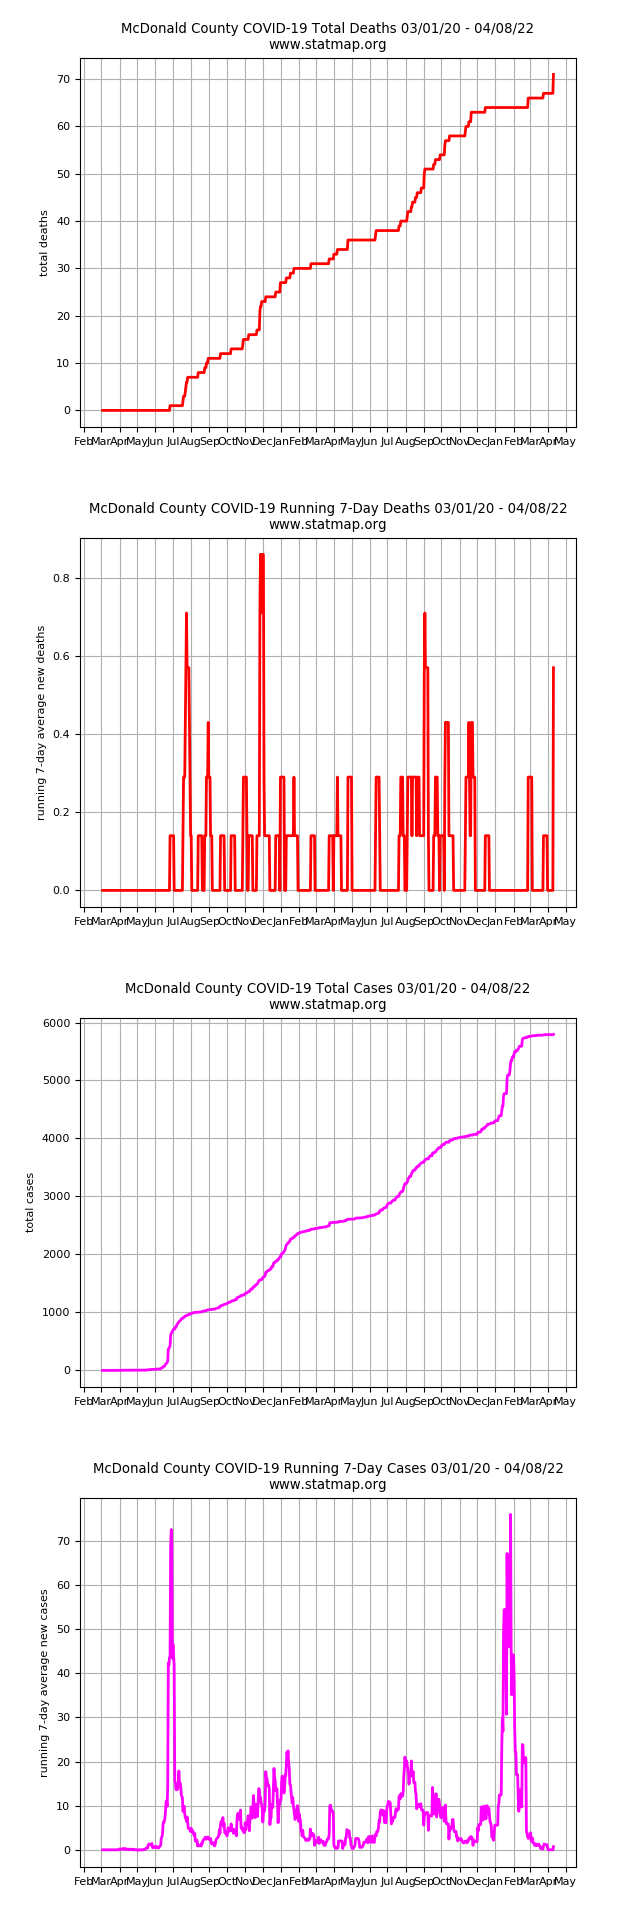 McDonald County COVID-19 Total Deaths 03/01/20 - 04/08/22
www.statmap.org
70
60
50
40
30
20
10
0
total deaths
Feb Mar Apr May Jun Jul Aug Sep Oct Nov Dec Jan Feb Mar Apr May Jun Jul Aug Sep Oct Nov Dec Jan Feb Mar Apr May
McDonald County COVID-19 Running 7-Day Deaths 03/01/20 - 04/08/22
www.statmap.org
0.8
0.6
0.4
0.2
0.0
running 7-day average new deaths
Feb Mar Apr May Jun Jul Aug Sep Oct Nov Dec Jan Feb Mar Apr May Jun Jul Aug Sep Oct Nov Dec Jan Feb Mar Apr May
McDonald County COVID-19 Total Cases 03/01/20 - 04/08/22
www.statmap.org
6000
5000
4000
3000
2000
1000
0
total cases
Feb Mar Apr May Jun Jul Aug Sep Oct Nov Dec Jan Feb Mar Apr May Jun Jul Aug Sep Oct Nov Dec Jan Feb Mar Apr May
McDonald County COVID-19 Running 7-Day Cases 03/01/20 - 04/08/22
www.statmap.org
70
60
50
40
30
20
10
0
running 7-day average new cases
Feb Mar Apr May Jun Jul Aug Sep Oct Nov Dec Jan Feb Mar Apr May Jun Jul Aug Sep Oct Nov Dec Jan Feb Mar Apr May